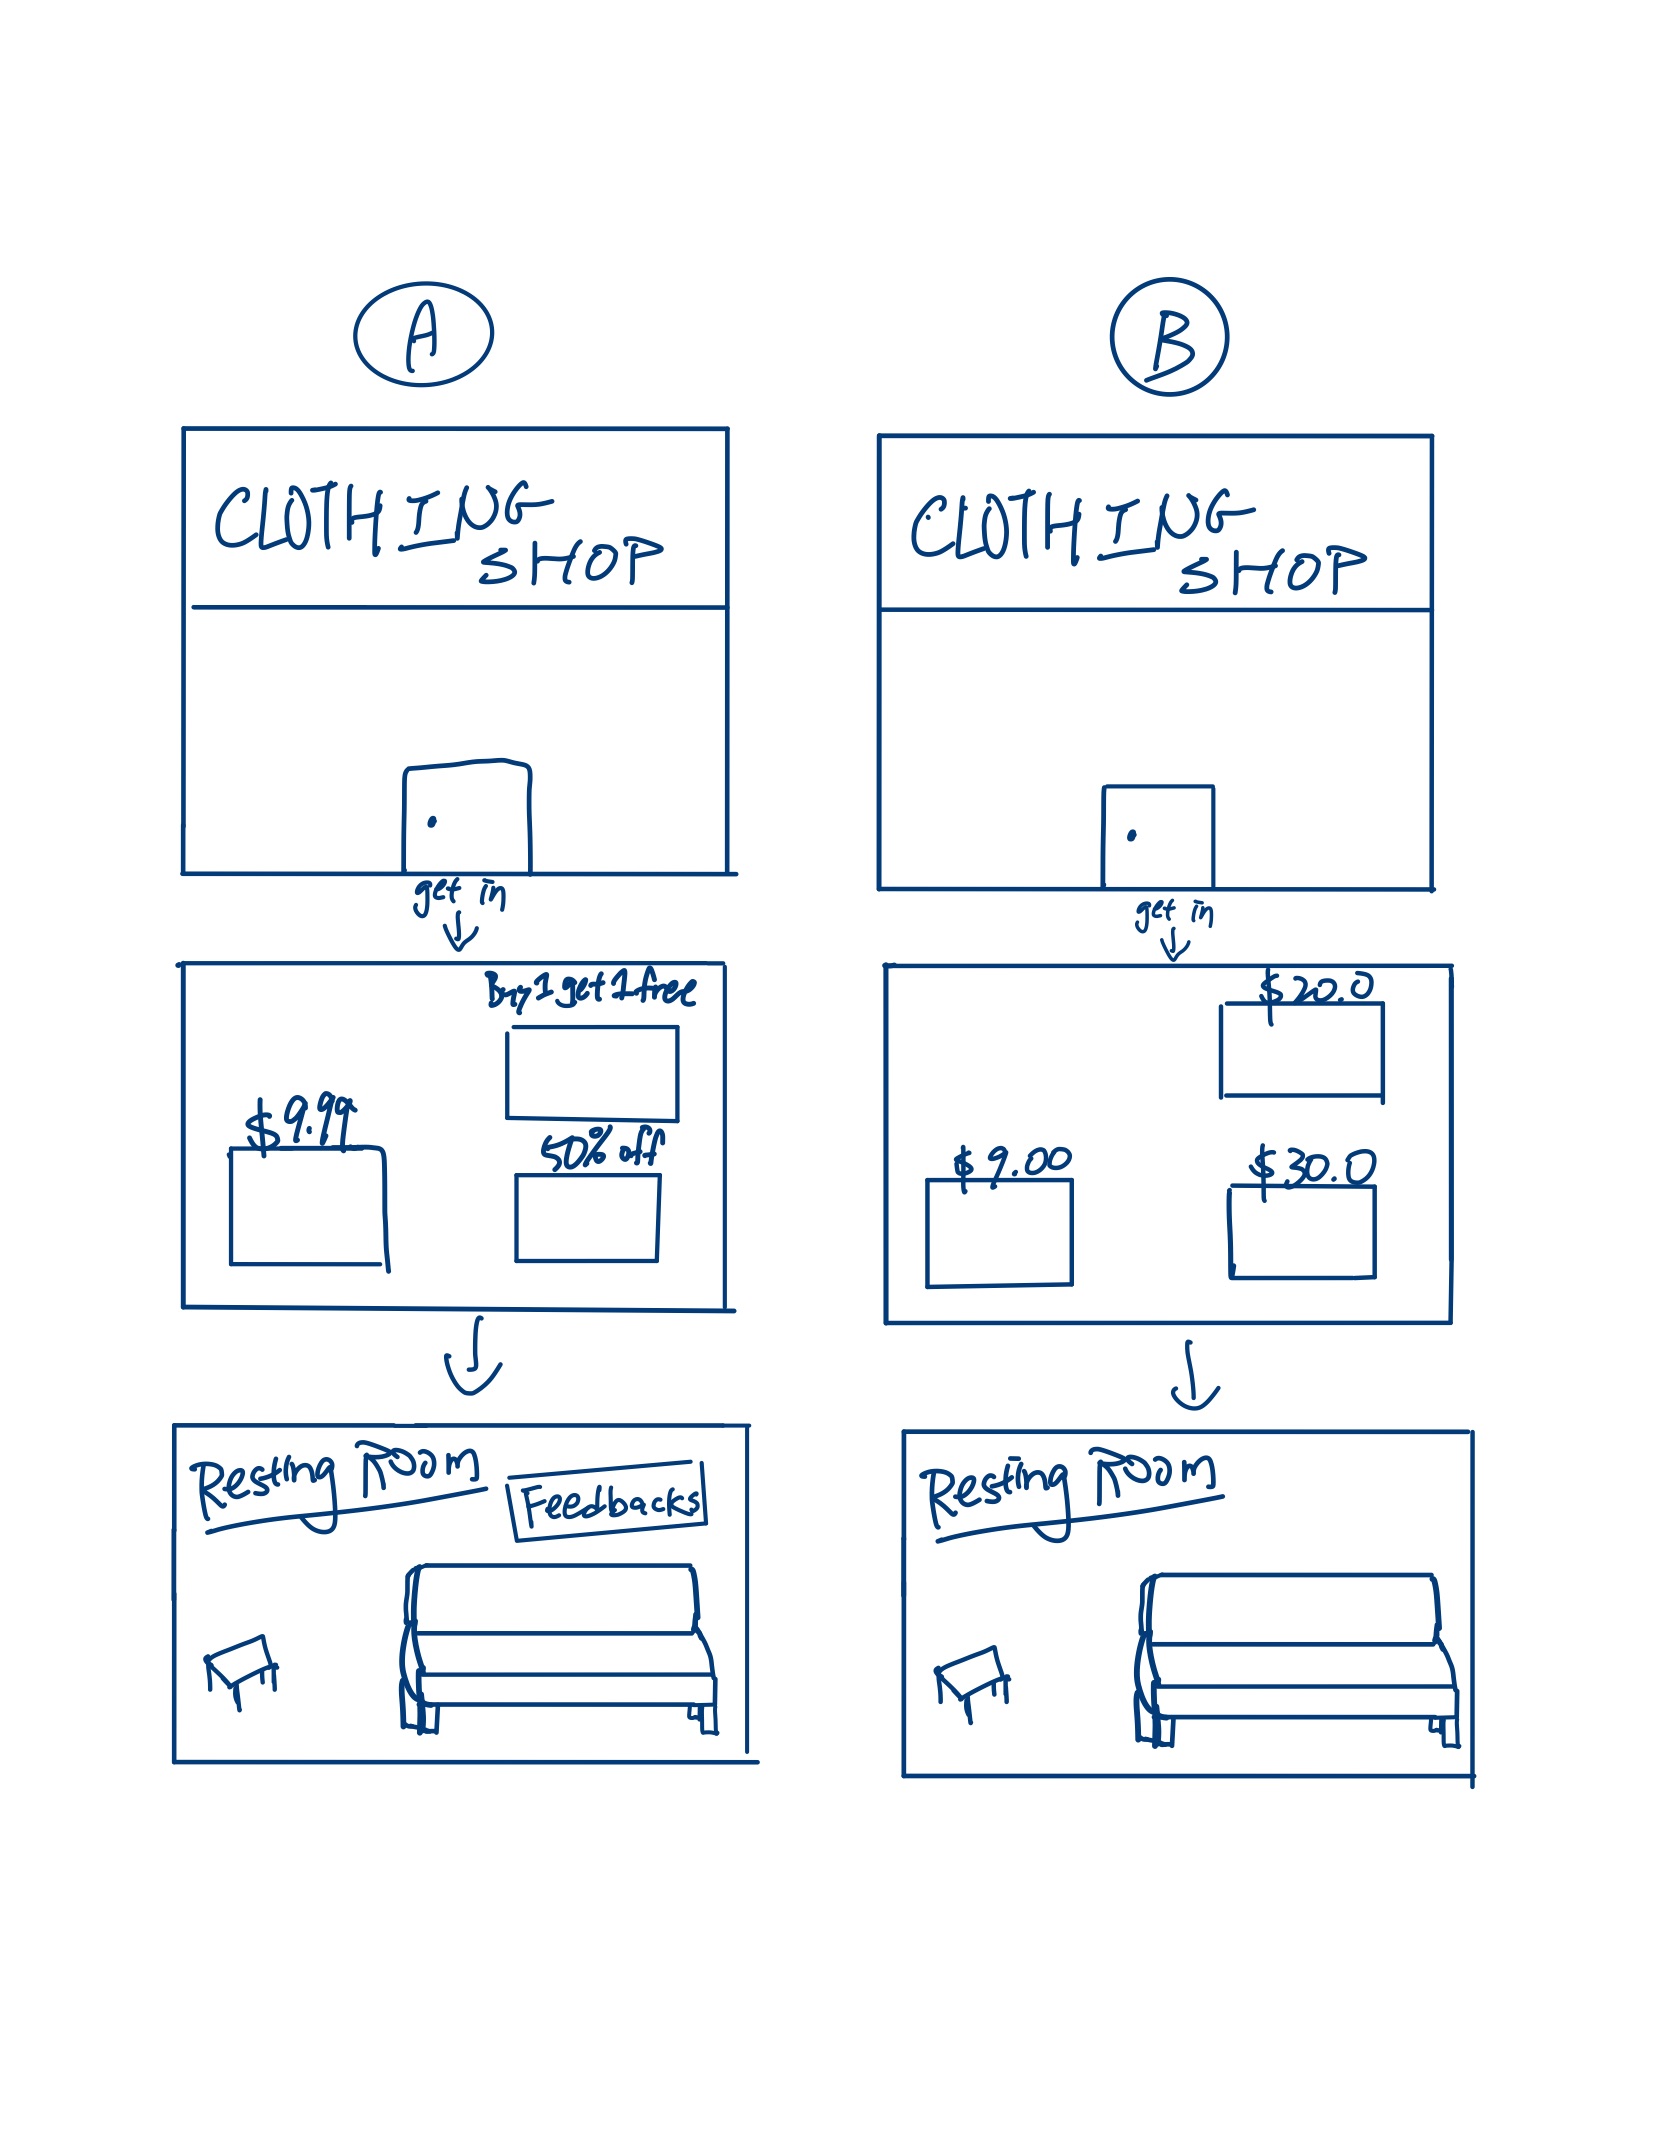 A
CLOTHING
SHOP
get in
Buy 1 get 1 free
$9.99
50% off
Resting Room
Feedbacks
B
CLOTHING
SHOP
get in
$20.0
$9.00
$30.0
Resting Room